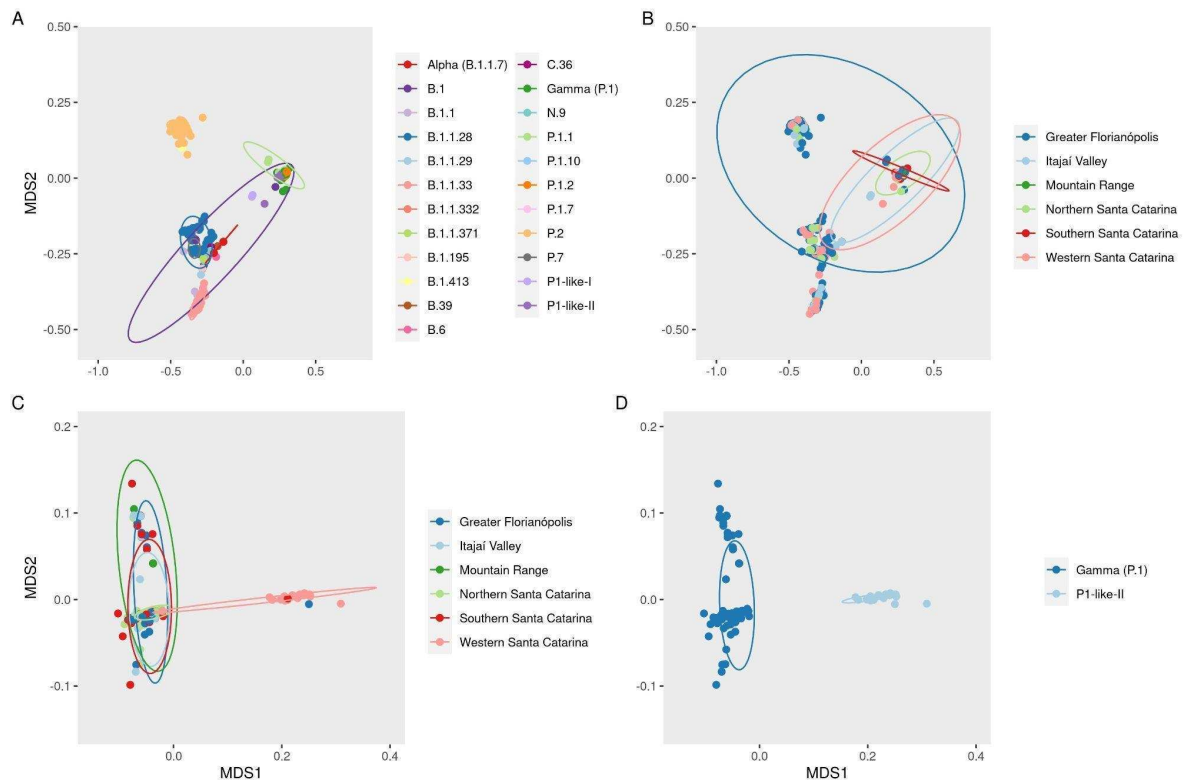 A
0.50
0.25
0.00
-0.25
-0.50
MDS2
-1.0
-0.5
0.0
0.5
Alpha (B.1.1.7)
B.1
B.1.1
B.1.1.28
B.1.1.29
B.1.1.33
B.1.1.332
B.1.1.371
B.1.195
B.1.413
B.39
B.6
C.36
Gamma (P.1)
N.9
P.1.1
P.1.10
P.1.2
P.1.7
P.2
P.7
P1-like-I
P1-like-II
B
0.50
0.25
0.00
-0.25
-0.50
-1.0
-0.5
0.0
0.5
Greater Florianópolis
Itajaí Valley
Mountain Range
Northern Santa Catarina
Southern Santa Catarina
Western Santa Catarina
C
0.2
0.1
0.0
-0.1
MDS2
0.0
0.2
0.4
MDS1
Greater Florianópolis
Itajaí Valley
Mountain Range
Northern Santa Catarina
Southern Santa Catarina
Western Santa Catarina
D
0.2
0.1
0.0
-0.1
0.0
0.2
0.4
MDS1
Gamma (P.1)
P1-like-II